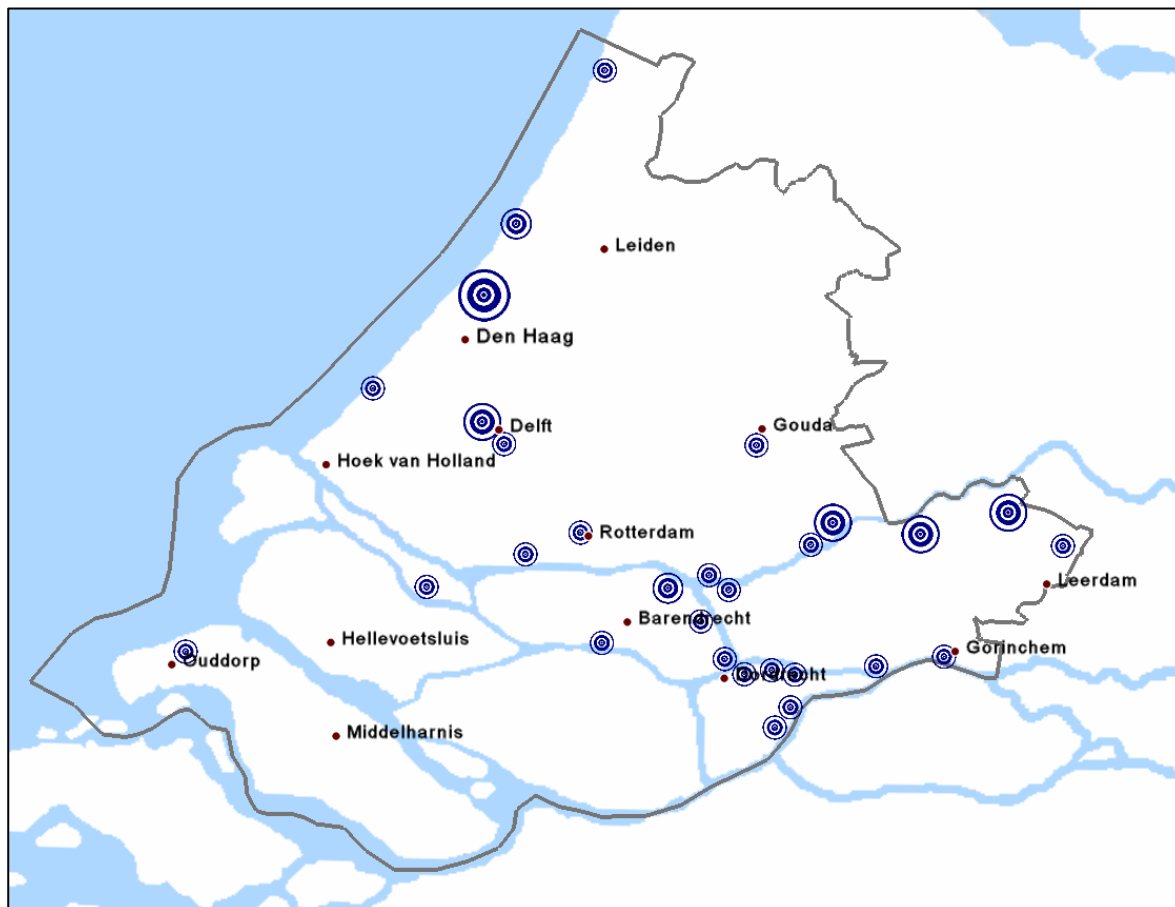 Leiden
Den Haag
Delft
Gouda
Hoek van Holland
Rotterdam
Leerdam
Barendrecht
Hellevoetsluis
Gorinchem
Ouddorp
Dordrecht
Middelharnis